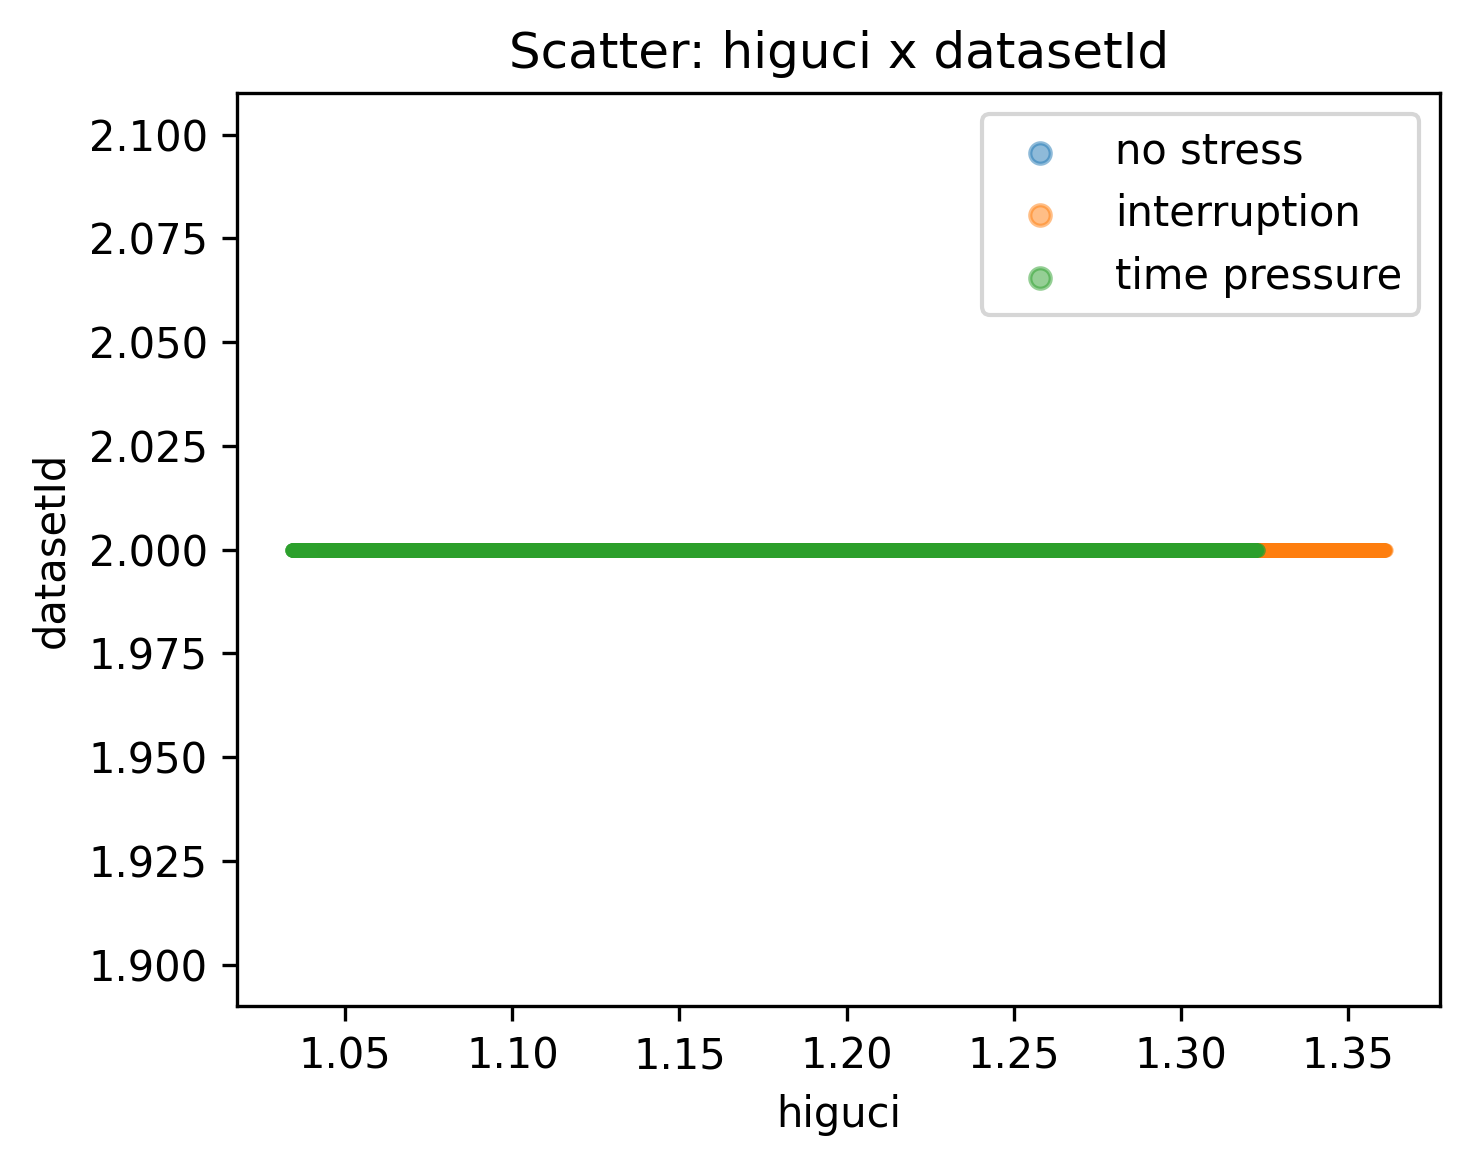 Scatter: higuci x datasetId
no stress
interruption
time pressure
2.100
2.075
2.050
2.025
2.000
1.975
1.950
1.925
1.900
datasetId
1.05 1.10 1.15 1.20 1.25 1.30 1.35
higuci